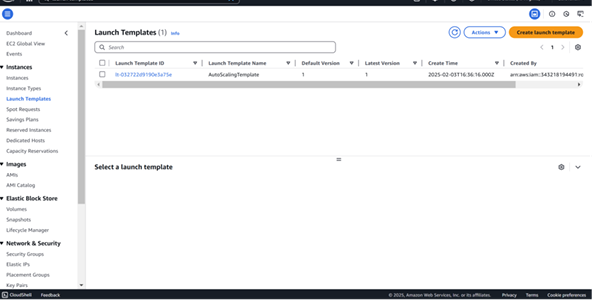 Dashboard
EC2 Global View
Events
Instances
Instances
Instance Types
Launch Templates
Spot Requests
Savings Plans
Reserved Instances
Dedicated Hosts
Capacity Reservations
Images
AMIs
AMI Catalog
Elastic Block Store
Volumes
Snapshots
Lifecycle Manager
Network & Security
Security Groups
Elastic IPs
Placement Groups
Key Pairs
Launch Templates (1) Info
Actions
Create launch template
Search
1
Launch Template ID Launch Template Name Default Version Latest Version Create Time Created By
lt-032722d9190e3a75e AutoScalingTemplate 1 1 2025-02-03T16:36:16.000Z arn:aws:iam::343218194491:ro
Select a launch template
CloudShell Feedback © 2025, Amazon Web Services, Inc. or its affiliates. Privacy Terms Cookie preferences